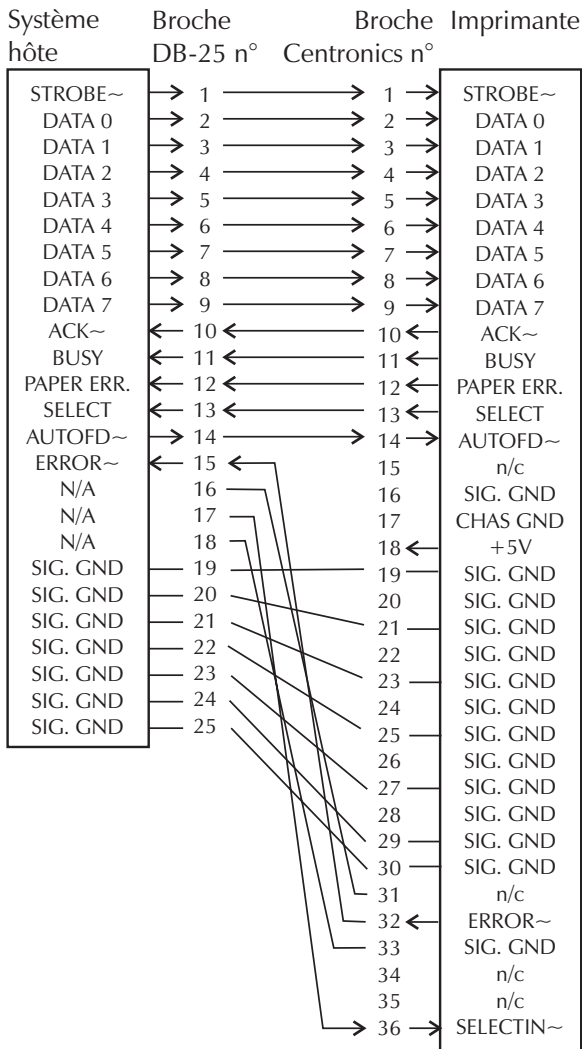 Système Broche Broche Imprimante
hôte DB-25 n° Centronics n°
STROBE~ 1 1 STROBE~
DATA 0 2 2 DATA 0
DATA 1 3 3 DATA 1
DATA 2 4 4 DATA 2
DATA 3 5 5 DATA 3
DATA 4 6 6 DATA 4
DATA 5 7 7 DATA 5
DATA 6 8 8 DATA 6
DATA 7 9 9 DATA 7
ACK~ 10 10 ACK~
BUSY 11 11 BUSY
PAPER ERR. 12 12 PAPER ERR.
SELECT 13 13 SELECT
AUTOFD~ 14 14 AUTOFD~
ERROR~ 15 15 n/c
N/A 16 16 SIG. GND
N/A 17 17 CHAS GND
N/A 18 18 +5V
SIG. GND 19 19 SIG. GND
SIG. GND 20 20 SIG. GND
SIG. GND 21 21 SIG. GND
SIG. GND 22 22 SIG. GND
SIG. GND 23 23 SIG. GND
SIG. GND 24 24 SIG. GND
SIG. GND 25 25 SIG. GND
26 SIG. GND
27 SIG. GND
28 SIG. GND
29 SIG. GND
30 SIG. GND
31 n/c
32 ERROR~
33 SIG. GND
34 n/c
35 n/c
36 SELECTIN~